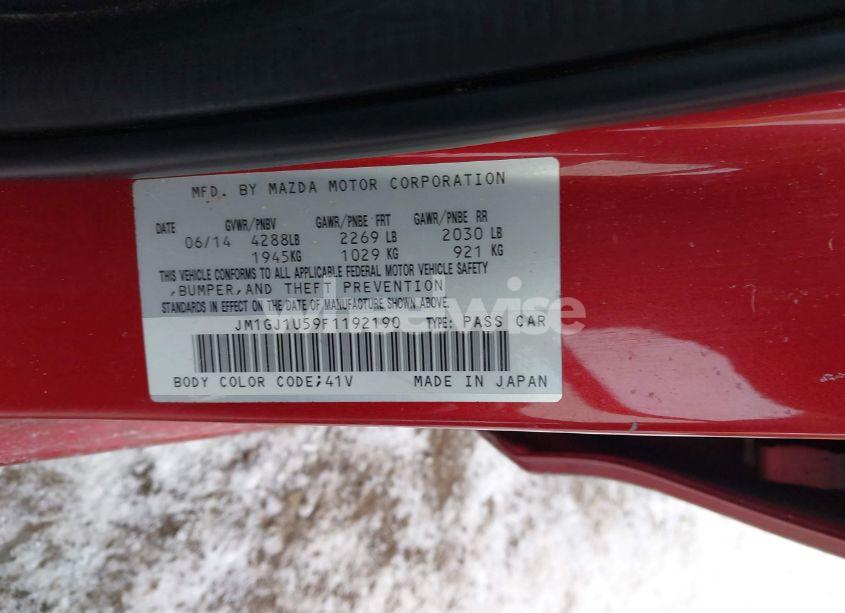 MFD. BY MAZDA MOTOR CORPORATION
DATE GVWR/PNBV GAWR/PNBE FRT GAWR/PNBE RR
06/14 4288LB 2269 LB 2030 LB
1945KG 1029 KG 921 KG
THIS VEHICLE CONFORMS TO ALL APPLICABLE FEDERAL MOTOR VEHICLE SAFETY
,BUMPER,AND THEFT PREVENTION
STANDARDS IN EFFECT ON THE DATE OF MANUFACTURE SHOWN ABOVE.
JM1GJ1U59F1192190 TYPE: PASS CAR
BODY COLOR CODE;41V MADE IN JAPAN